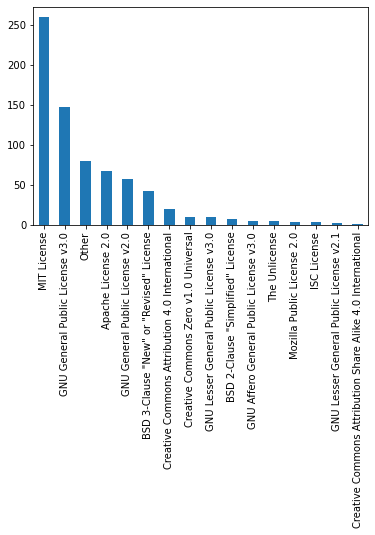 250
200
150
100
50
0
MIT License
GNU General Public License v3.0
Other
Apache License 2.0
GNU General Public License v2.0
BSD 3-Clause "New" or "Revised" License
Creative Commons Attribution 4.0 International
Creative Commons Zero v1.0 Universal
GNU Lesser General Public License v3.0
BSD 2-Clause "Simplified" License
GNU Affero General Public License v3.0
The Unlicense
Mozilla Public License 2.0
ISC License
GNU Lesser General Public License v2.1
Creative Commons Attribution Share Alike 4.0 International